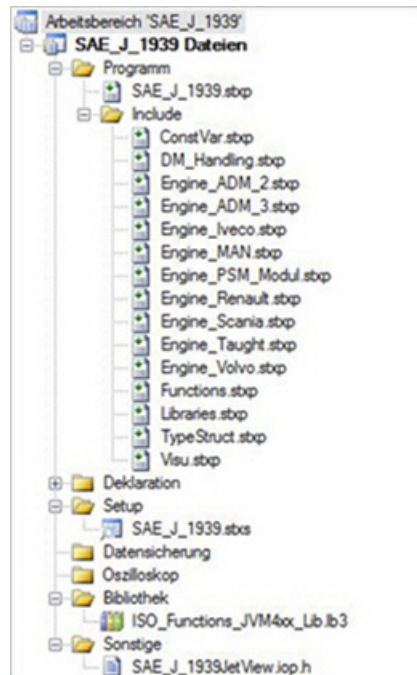 Arbeitsbereich 'SAE_J_1939'
SAE_J_1939 Dateien
Programm
SAE_J_1939.stxp
Include
ConstVar.stxp
DM_Handling.stxp
Engine_ADM_2.stxp
Engine_ADM_3.stxp
Engine_Iveco.stxp
Engine_MAN.stxp
Engine_PSM_Modul.stxp
Engine_Renault.stxp
Engine_Scania.stxp
Engine_Taught.stxp
Engine_Volvo.stxp
Functions.stxp
Libraries.stxp
TypeStruct.stxp
Visu.stxp
Deklaration
Setup
SAE_J_1939.stxs
Datensicherung
Oszilloskop
Bibliothek
ISO_Functions_JVM4xx_Lib.lb3
Sonstige
SAE_J_1939JetView.iop.h